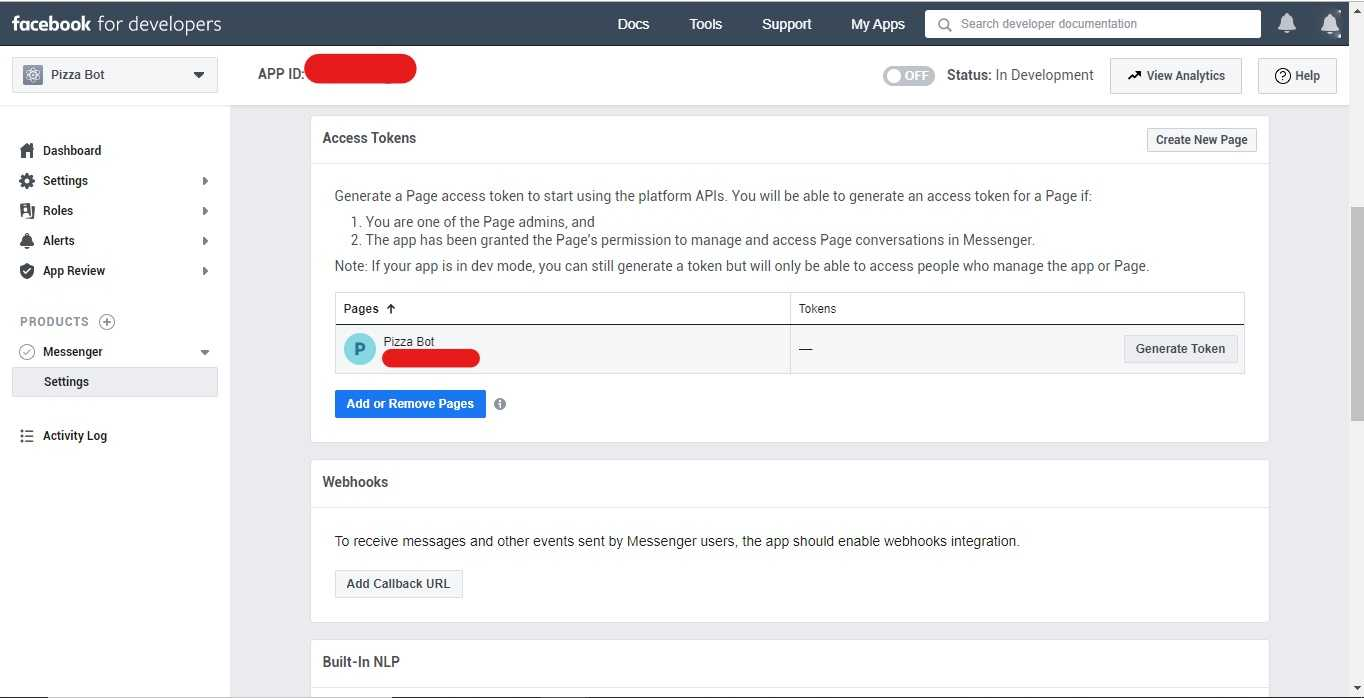 facebook for developers
Docs
Tools
Support
My Apps
Search developer documentation
Pizza Bot
APP ID:
OFF
Status: In Development
View Analytics
Help
Dashboard
Settings
Roles
Alerts
App Review
PRODUCTS
Messenger
Settings
Activity Log
Access Tokens
Create New Page
Generate a Page access token to start using the platform APIs. You will be able to generate an access token for a Page if:
1. You are one of the Page admins, and
2. The app has been granted the Page's permission to manage and access Page conversations in Messenger.
Note: If your app is in dev mode, you can still generate a token but will only be able to access people who manage the app or Page.
Pages ↑
Tokens
P
Pizza Bot
—
Generate Token
Add or Remove Pages
Webhooks
To receive messages and other events sent by Messenger users, the app should enable webhooks integration.
Add Callback URL
Built-In NLP